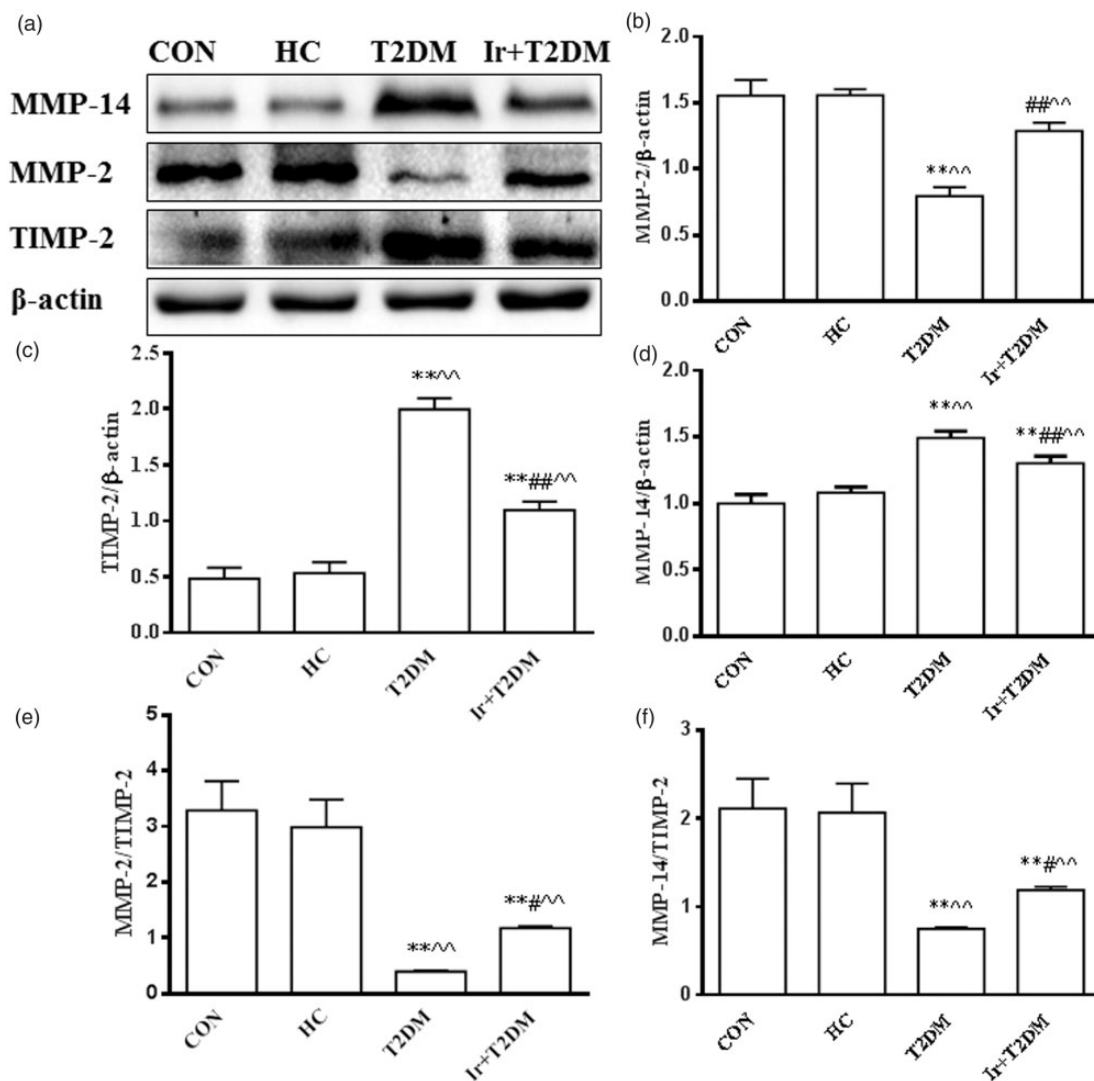 (a)
CON HC T2DM Ir+T2DM
MMP-14
MMP-2
TIMP-2
β-actin
(b)
MMP-2/β-actin
2.0
1.5
1.0
0.5
0.0
**^^
##^^
CON HC T2DM Ir+T2DM
(c)
TIMP-2/β-actin
2.5
2.0
1.5
1.0
0.5
0.0
**^^
**##^^
CON HC T2DM Ir+T2DM
(d)
MMP-14/β-actin
2.0
1.5
1.0
0.5
0.0
**^^
**##^^
CON HC T2DM Ir+T2DM
(e)
MMP-2/TIMP-2
5
4
3
2
1
0
**^^
**#^^
CON HC T2DM Ir+T2DM
(f)
MMP-14/TIMP-2
3
2
1
0
**^^
**#^^
CON HC T2DM Ir+T2DM